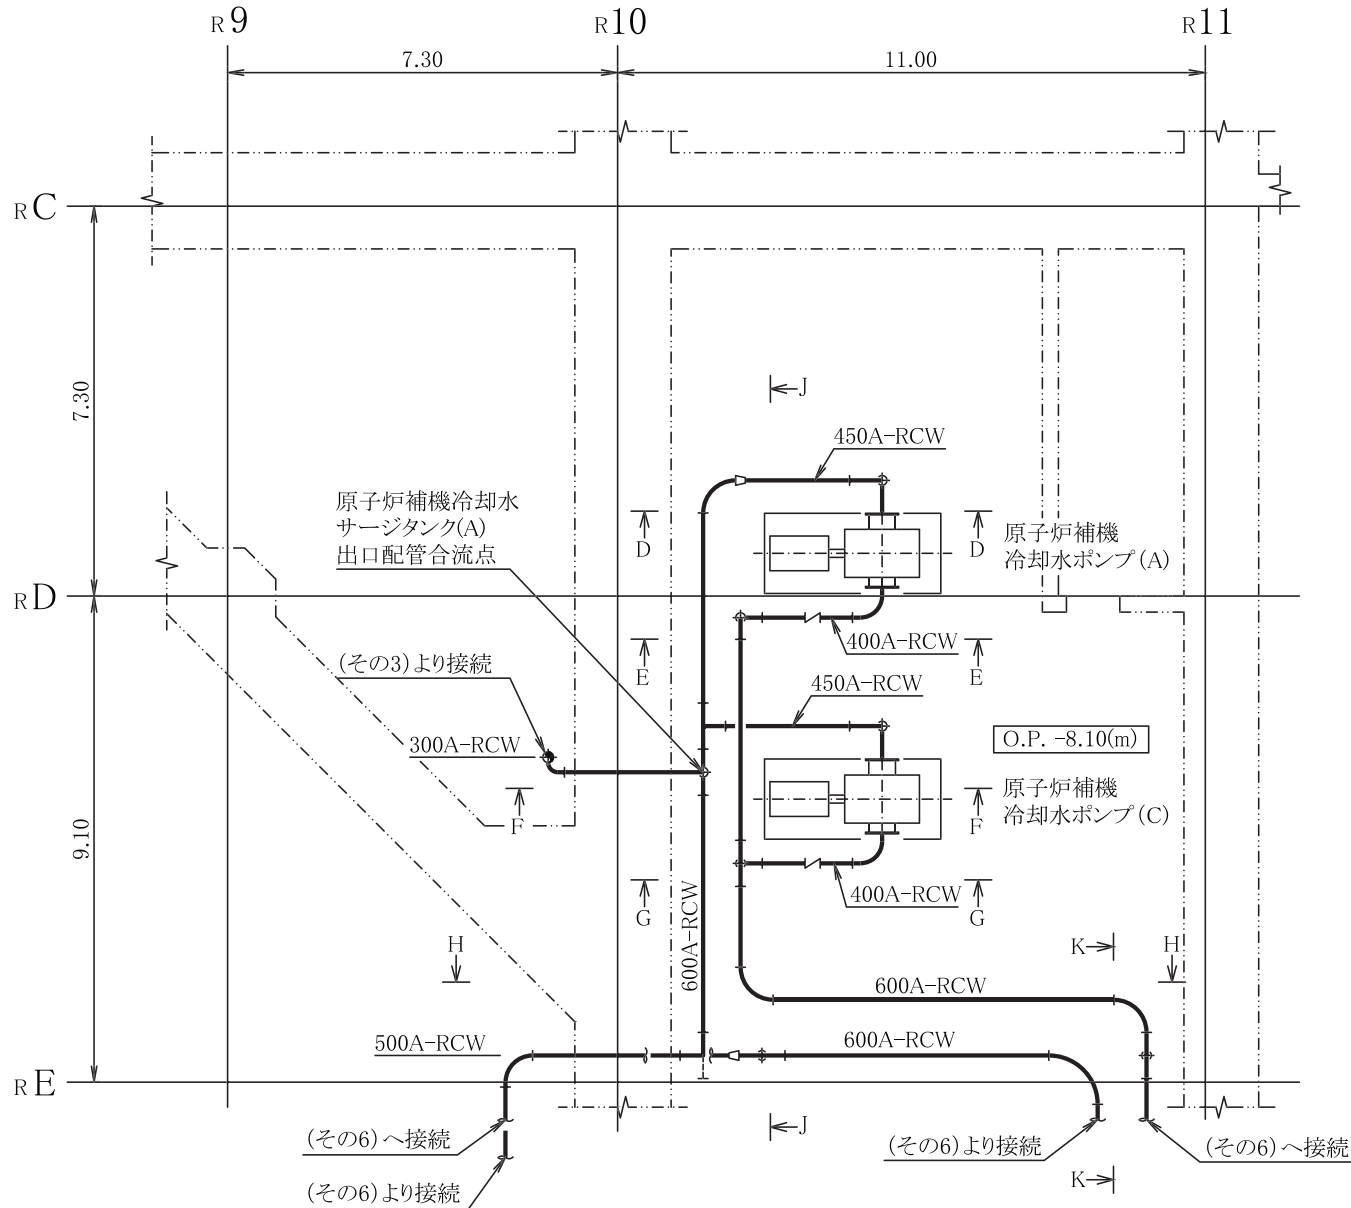 R9
R10
R11
7.30
11.00
RC
J
7.30
450A-RCW
原子炉補機冷却水
サージタンク(A)
出口配管合流点
D
D
原子炉補機
冷却水ポンプ(A)
RD
400A-RCW
(その3)より接続
E
E
450A-RCW
300A-RCW
O.P. -8.10(m)
原子炉補機
冷却水ポンプ(C)
F
F
9.10
400A-RCW
G
G
600A-RCW
H
K
H
600A-RCW
500A-RCW
600A-RCW
RE
J
(その6)へ接続
(その6)より接続
(その6)へ接続
K
(その6)より接続